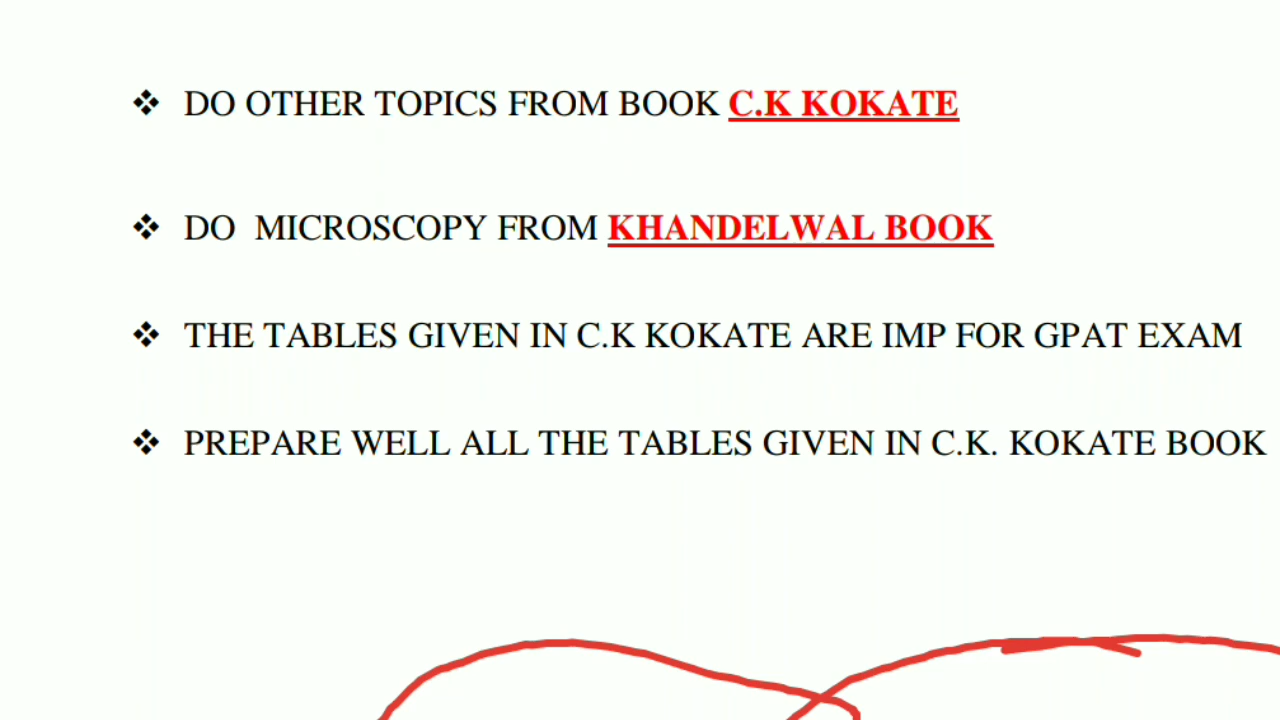 ❖ DO OTHER TOPICS FROM BOOK C.K KOKATE
❖ DO MICROSCOPY FROM KHANDELWAL BOOK
❖ THE TABLES GIVEN IN C.K KOKATE ARE IMP FOR GPAT EXAM
❖ PREPARE WELL ALL THE TABLES GIVEN IN C.K. KOKATE BOOK